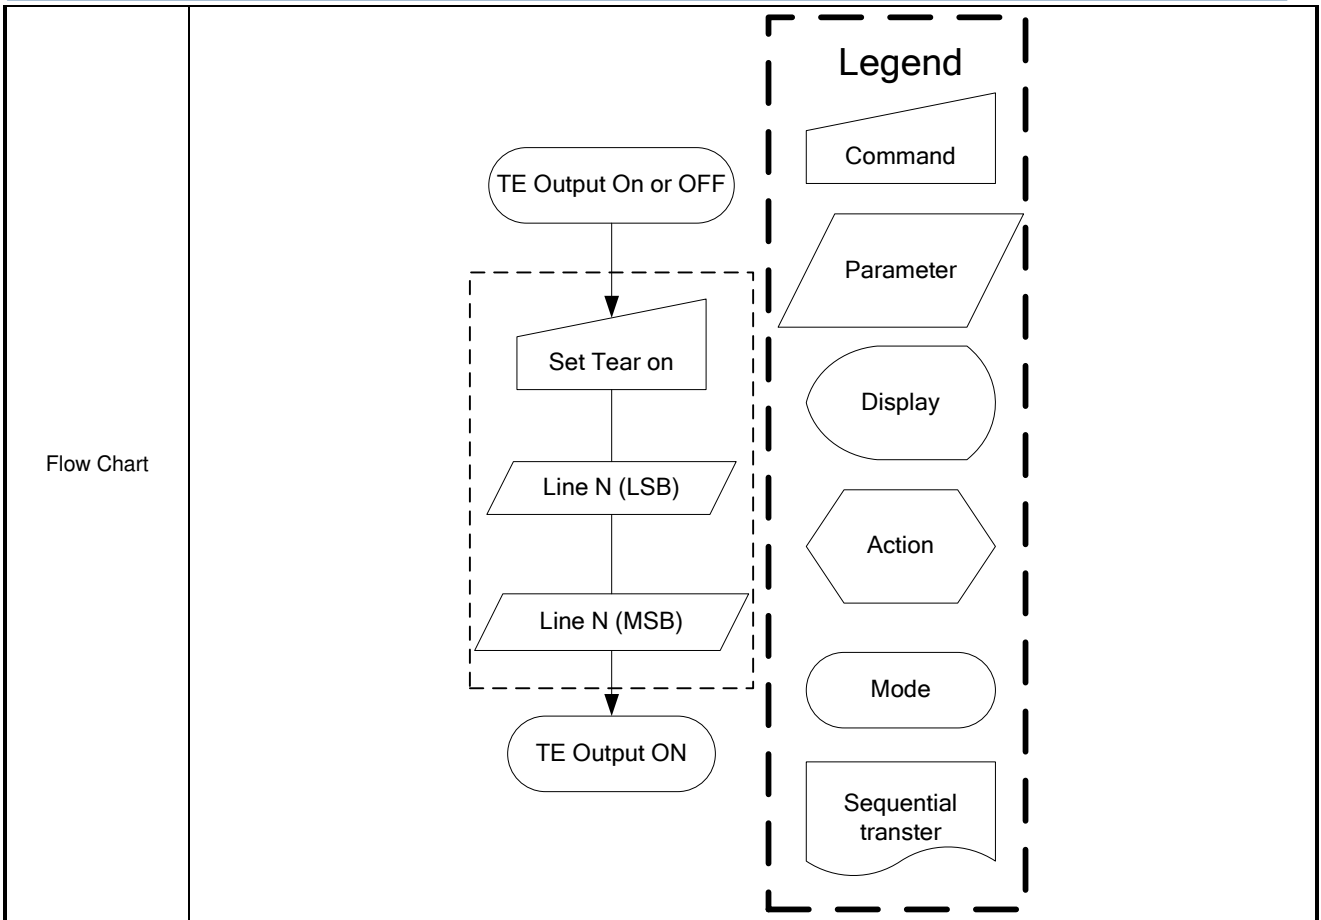 Flow Chart
TE Output On or OFF
Set Tear on
Line N (LSB)
Line N (MSB)
TE Output ON
Legend
Command
Parameter
Display
Action
Mode
Sequential
transter